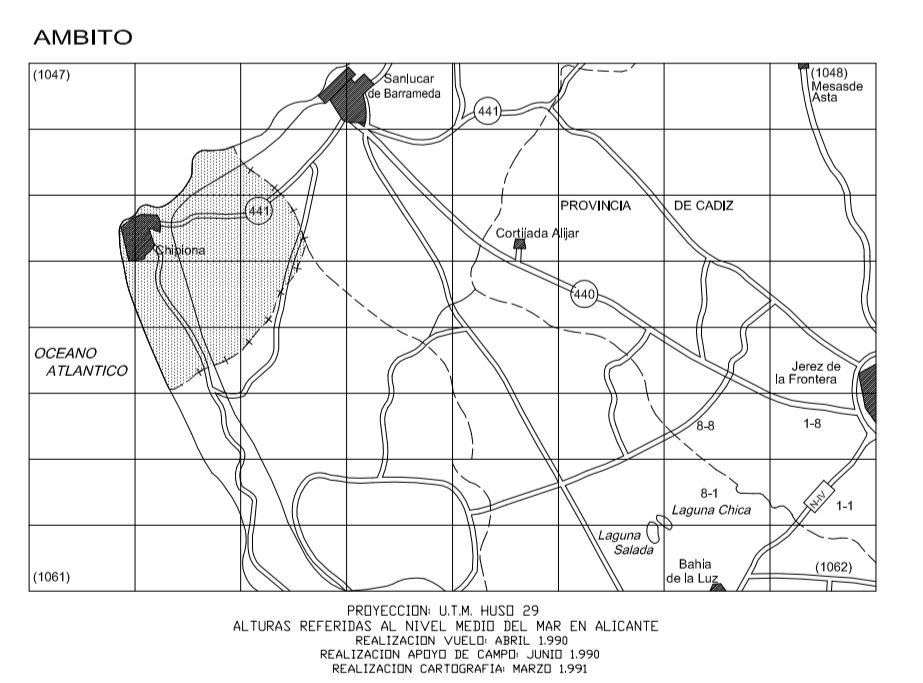 AMBITO
(1047)
Sanlucar
de Barrameda
441
(1048)
Mesasde
Asta
441
PROVINCIA DE CADIZ
Chipiona
Cortijada Alijar
440
OCEANO
ATLANTICO
Jerez de
la Frontera
8-8
1-8
8-1
Laguna Chica
N-IV
1-1
Laguna
Salada
Bahia
de la Luz
(1061)
(1062)
PROYECCION: U.T.M. HUSO 29
ALTURAS REFERIDAS AL NIVEL MEDIO DEL MAR EN ALICANTE
REALIZACION VUELO: ABRIL 1.990
REALIZACION APOYO DE CAMPO: JUNIO 1.990
REALIZACION CARTOGRAFIA: MARZO 1.991